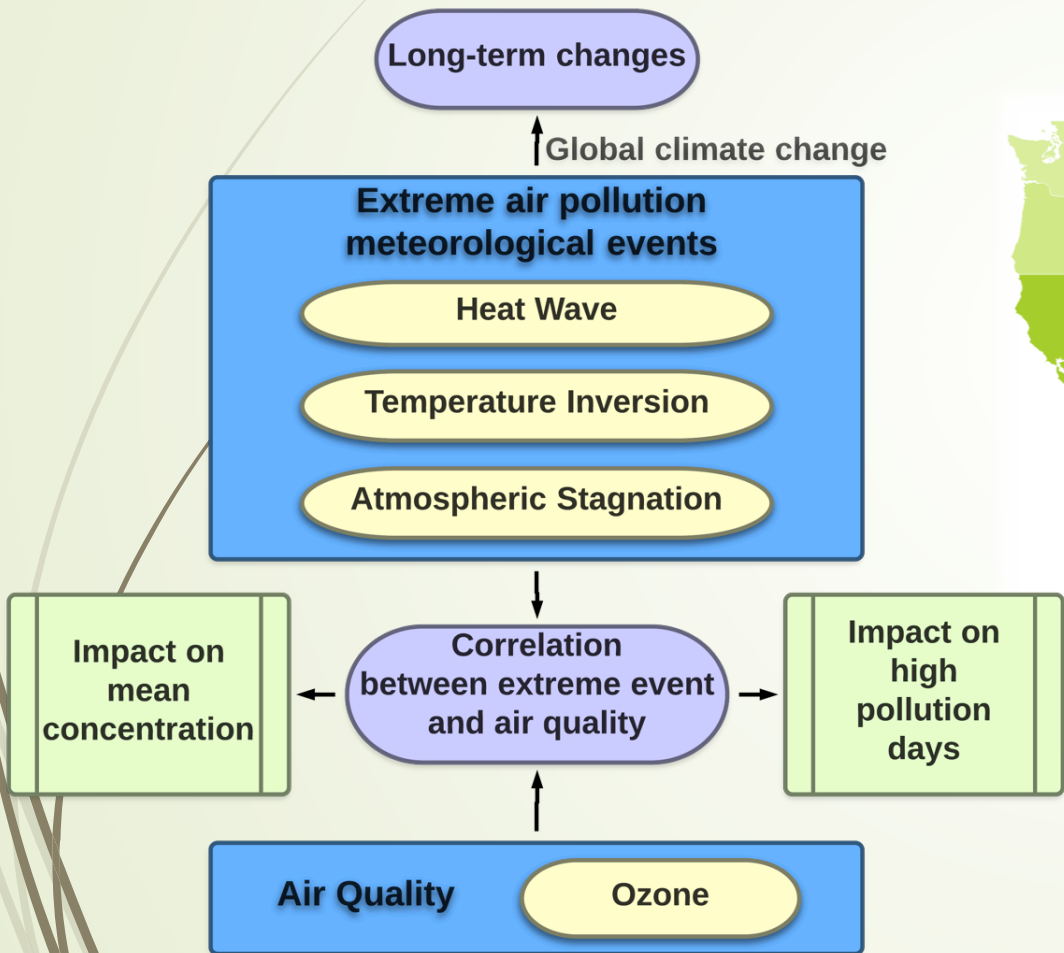 Long-term changes
Global climate change
Extreme air pollution
meteorological events
Heat Wave
Temperature Inversion
Atmospheric Stagnation
Impact on
mean
concentration
Correlation
between extreme event
and air quality
Impact on
high
pollution
days
Air Quality
Ozone